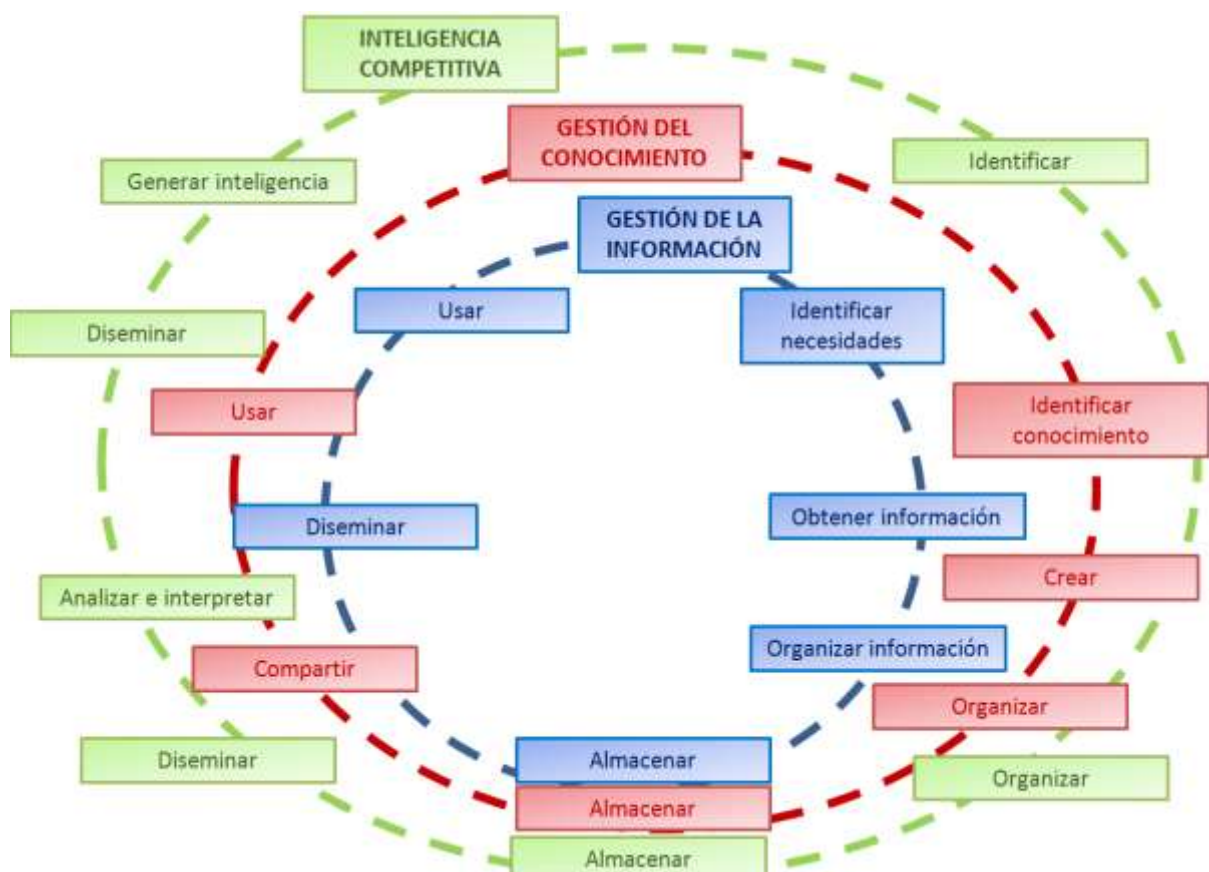 INTELIGENCIA
COMPETITIVA
GESTIÓN DEL
CONOCIMIENTO
Identificar
Generar inteligencia
GESTIÓN DE LA
INFORMACIÓN
Usar
Identificar
necesidades
Diseminar
Usar
Identificar
conocimiento
Diseminar
Obtener información
Crear
Analizar e interpretar
Organizar información
Compartir
Organizar
Diseminar
Almacenar
Organizar
Almacenar
Almacenar